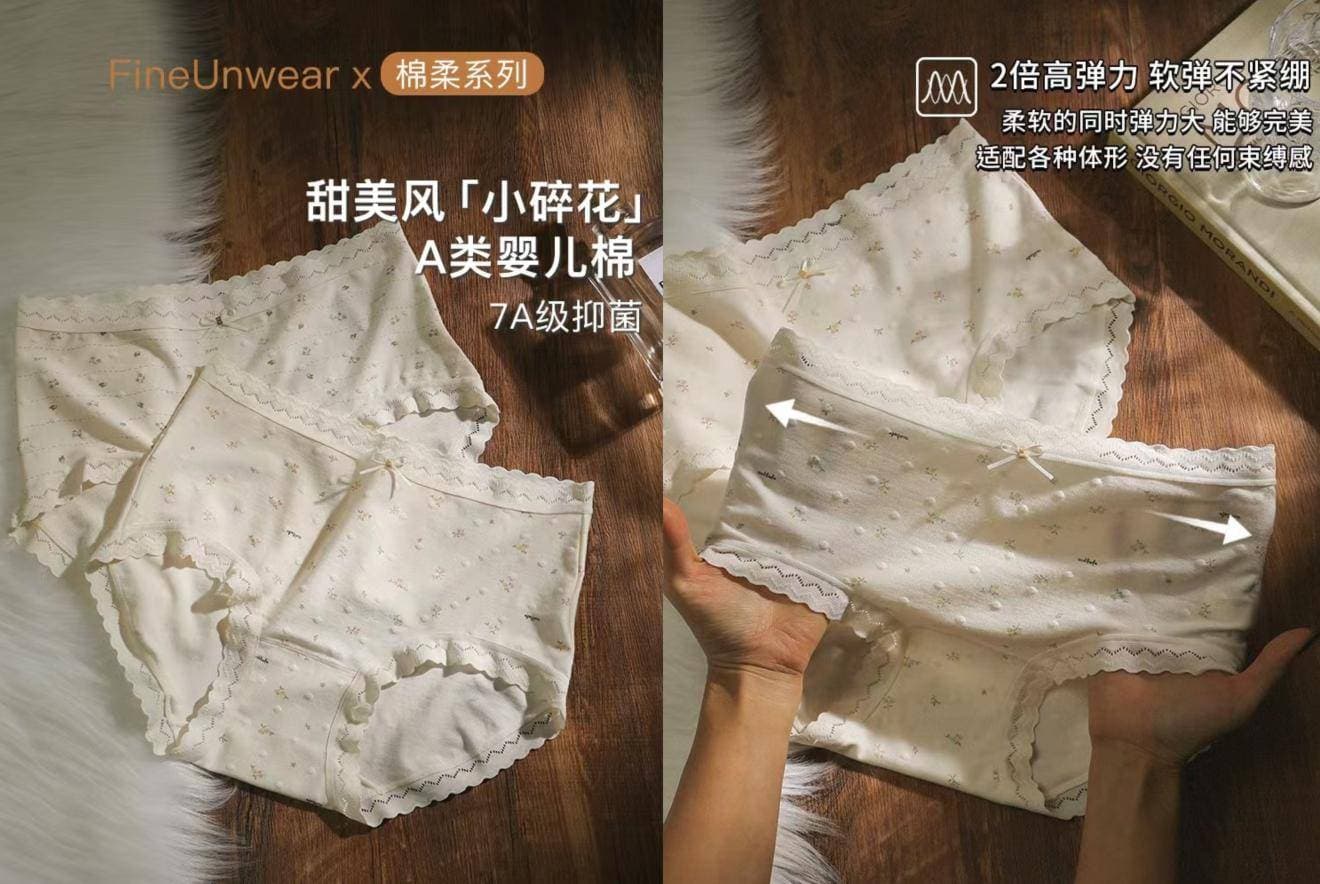 FineUnwear x 棉柔系列
甜美风「小碎花」
A类婴儿棉
7A级抑菌
2倍高弹力 软弹不紧绷
柔软的同时弹力大 能够完美
适配各种体形 没有任何束缚感
GIORGIO MORANDI